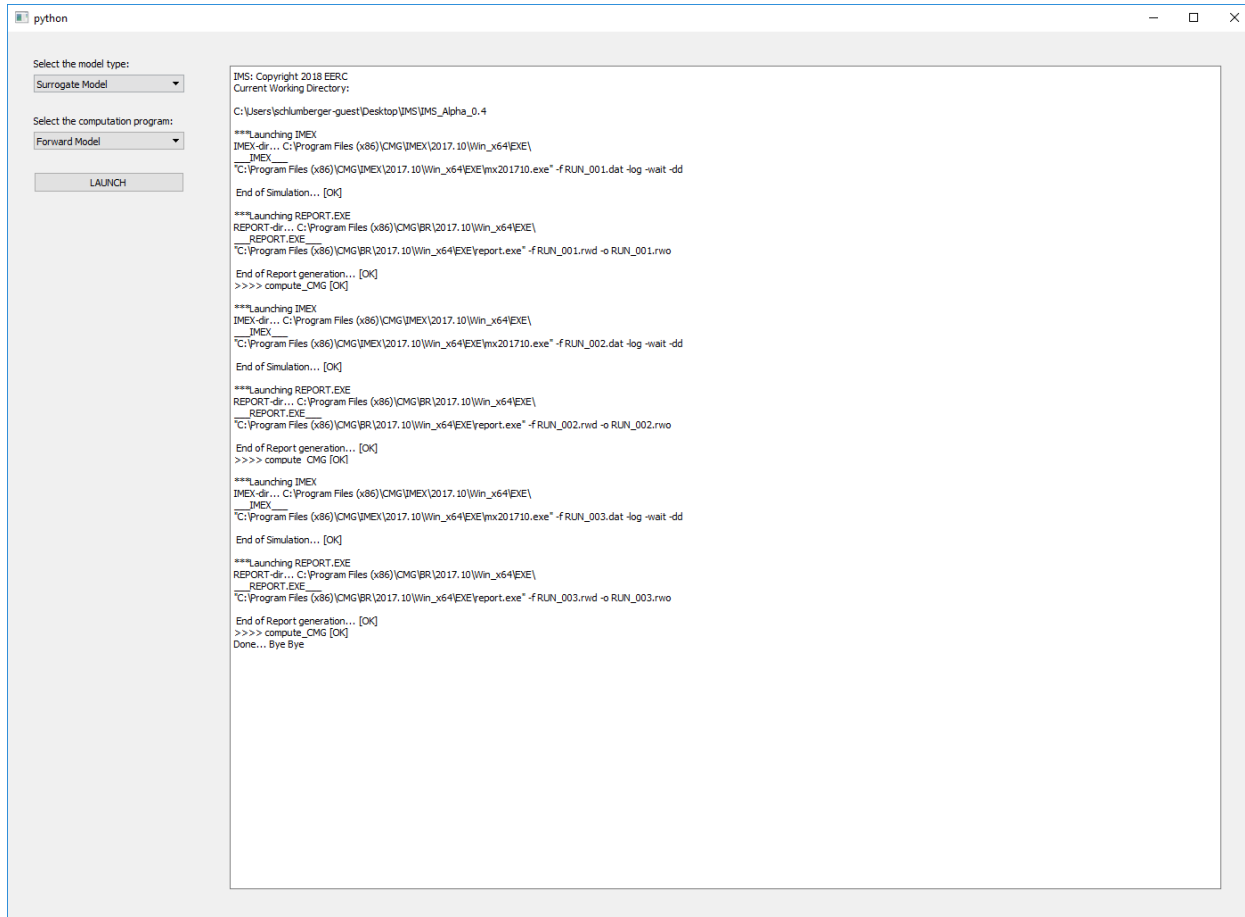 python
Select the model type:
Surrogate Model
Select the computation program:
Forward Model
LAUNCH
IMS: Copyright 2018 EERC
Current Working Directory:
C:\Users\schlumberger-guest\Desktop\IMS\IMS_Alpha_0.4
***Launching IMEX
IMEX-dir... C:\Program Files (x86)\CMG\IMEX\2017.10\Win_x64\EXE\
___IMEX___
"C:\Program Files (x86)\CMG\IMEX\2017.10\Win_x64\EXE\mx201710.exe" -f RUN_001.dat -log -wait -dd
End of Simulation... [OK]
***Launching REPORT.EXE
REPORT-dir... C:\Program Files (x86)\CMG\BR\2017.10\Win_x64\EXE\
___REPORT.EXE___
"C:\Program Files (x86)\CMG\BR\2017.10\Win_x64\EXE\report.exe" -f RUN_001.rwd -o RUN_001.rwo
End of Report generation... [OK]
>>>> compute_CMG [OK]
***Launching IMEX
IMEX-dir... C:\Program Files (x86)\CMG\IMEX\2017.10\Win_x64\EXE\
___IMEX___
"C:\Program Files (x86)\CMG\IMEX\2017.10\Win_x64\EXE\mx201710.exe" -f RUN_002.dat -log -wait -dd
End of Simulation... [OK]
***Launching REPORT.EXE
REPORT-dir... C:\Program Files (x86)\CMG\BR\2017.10\Win_x64\EXE\
___REPORT.EXE___
"C:\Program Files (x86)\CMG\BR\2017.10\Win_x64\EXE\report.exe" -f RUN_002.rwd -o RUN_002.rwo
End of Report generation... [OK]
>>>> compute_CMG [OK]
***Launching IMEX
IMEX-dir... C:\Program Files (x86)\CMG\IMEX\2017.10\Win_x64\EXE\
___IMEX___
"C:\Program Files (x86)\CMG\IMEX\2017.10\Win_x64\EXE\mx201710.exe" -f RUN_003.dat -log -wait -dd
End of Simulation... [OK]
***Launching REPORT.EXE
REPORT-dir... C:\Program Files (x86)\CMG\BR\2017.10\Win_x64\EXE\
___REPORT.EXE___
"C:\Program Files (x86)\CMG\BR\2017.10\Win_x64\EXE\report.exe" -f RUN_003.rwd -o RUN_003.rwo
End of Report generation... [OK]
>>>> compute_CMG [OK]
Done... Bye Bye